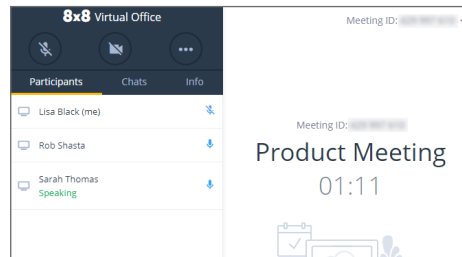 8x8 Virtual Office
Meeting ID:
Participants Chats Info
Lisa Black (me)
Rob Shasta
Sarah Thomas
Speaking
Meeting ID:
Product Meeting
01:11